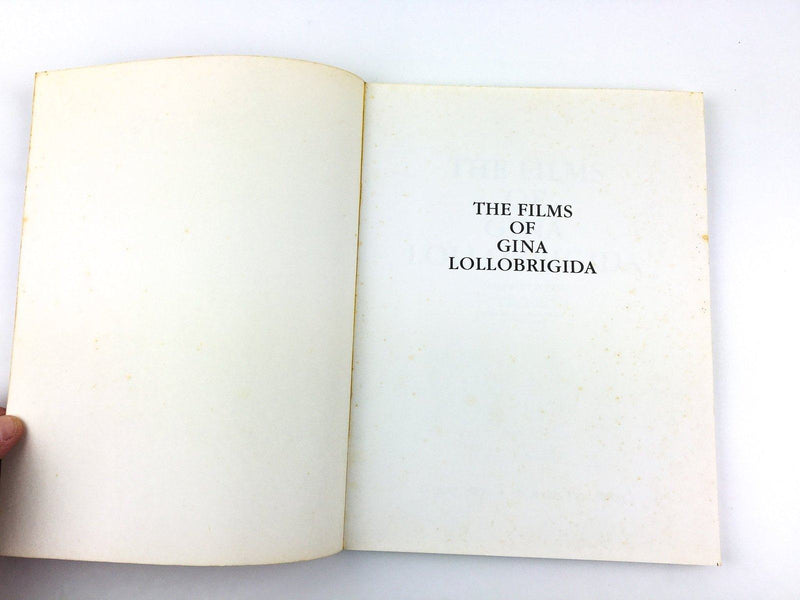 THE FILMS
OF
GINA
LOLLOBRIGIDA